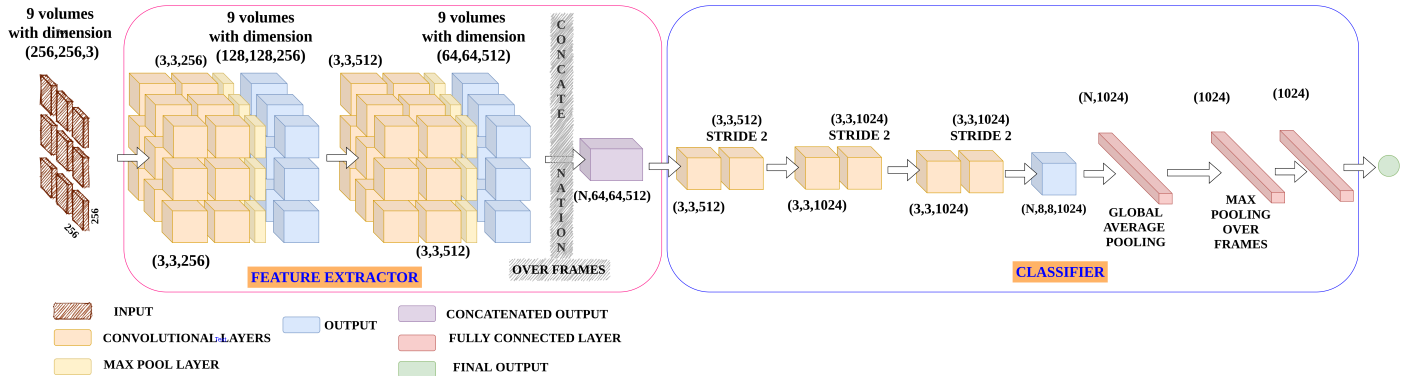 9 volumes
with dimension
(256,256,3)
256
256
9 volumes
with dimension
(128,128,256)
(3,3,256)
(3,3,256)
9 volumes
with dimension
(64,64,512)
(3,3,512)
(3,3,512)
FEATURE EXTRACTOR
CONCATE NATION
OVER FRAMES
(N,64,64,512)
(3,3,512)
STRIDE 2
(3,3,512)
(3,3,1024)
STRIDE 2
(3,3,1024)
(3,3,1024)
STRIDE 2
(3,3,1024)
(N,8,8,1024)
(N,1024)
GLOBAL
AVERAGE
POOLING
(1024)
MAX
POOLING
OVER
FRAMES
(1024)
CLASSIFIER
INPUT
CONVOLUTIONAL LAYERS
MAX POOL LAYER
OUTPUT
CONCATENATED OUTPUT
FULLY CONNECTED LAYER
FINAL OUTPUT